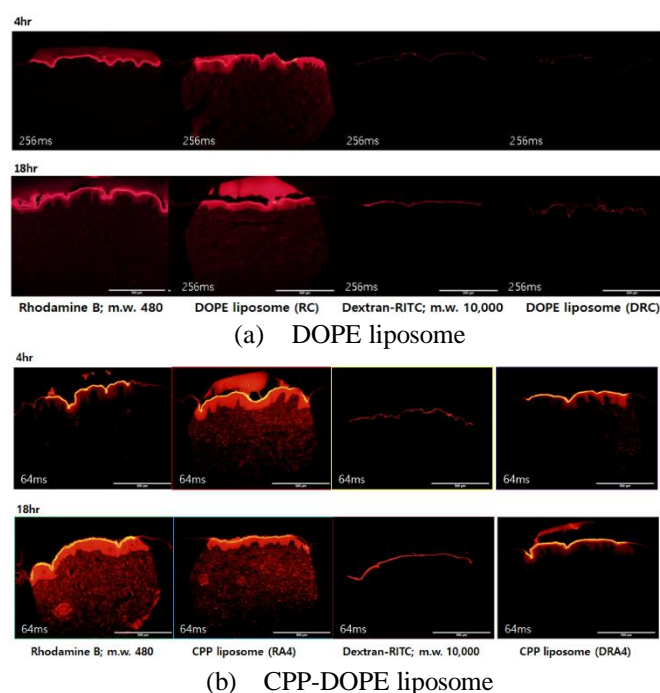 4hr
256ms 256ms 256ms 256ms
18hr
256ms 256ms 256ms
Rhodamine B; m.w. 480 DOPE liposome (RC) Dextran-RITC; m.w. 10,000 DOPE liposome (DRC)
(a) DOPE liposome
4hr
64ms 64ms 64ms 64ms
18hr
64ms 64ms 64ms 64ms
Rhodamine B; m.w. 480 CPP liposome (RA4) Dextran-RITC; m.w. 10,000 CPP liposome (DRA4)
(b) CPP-DOPE liposome